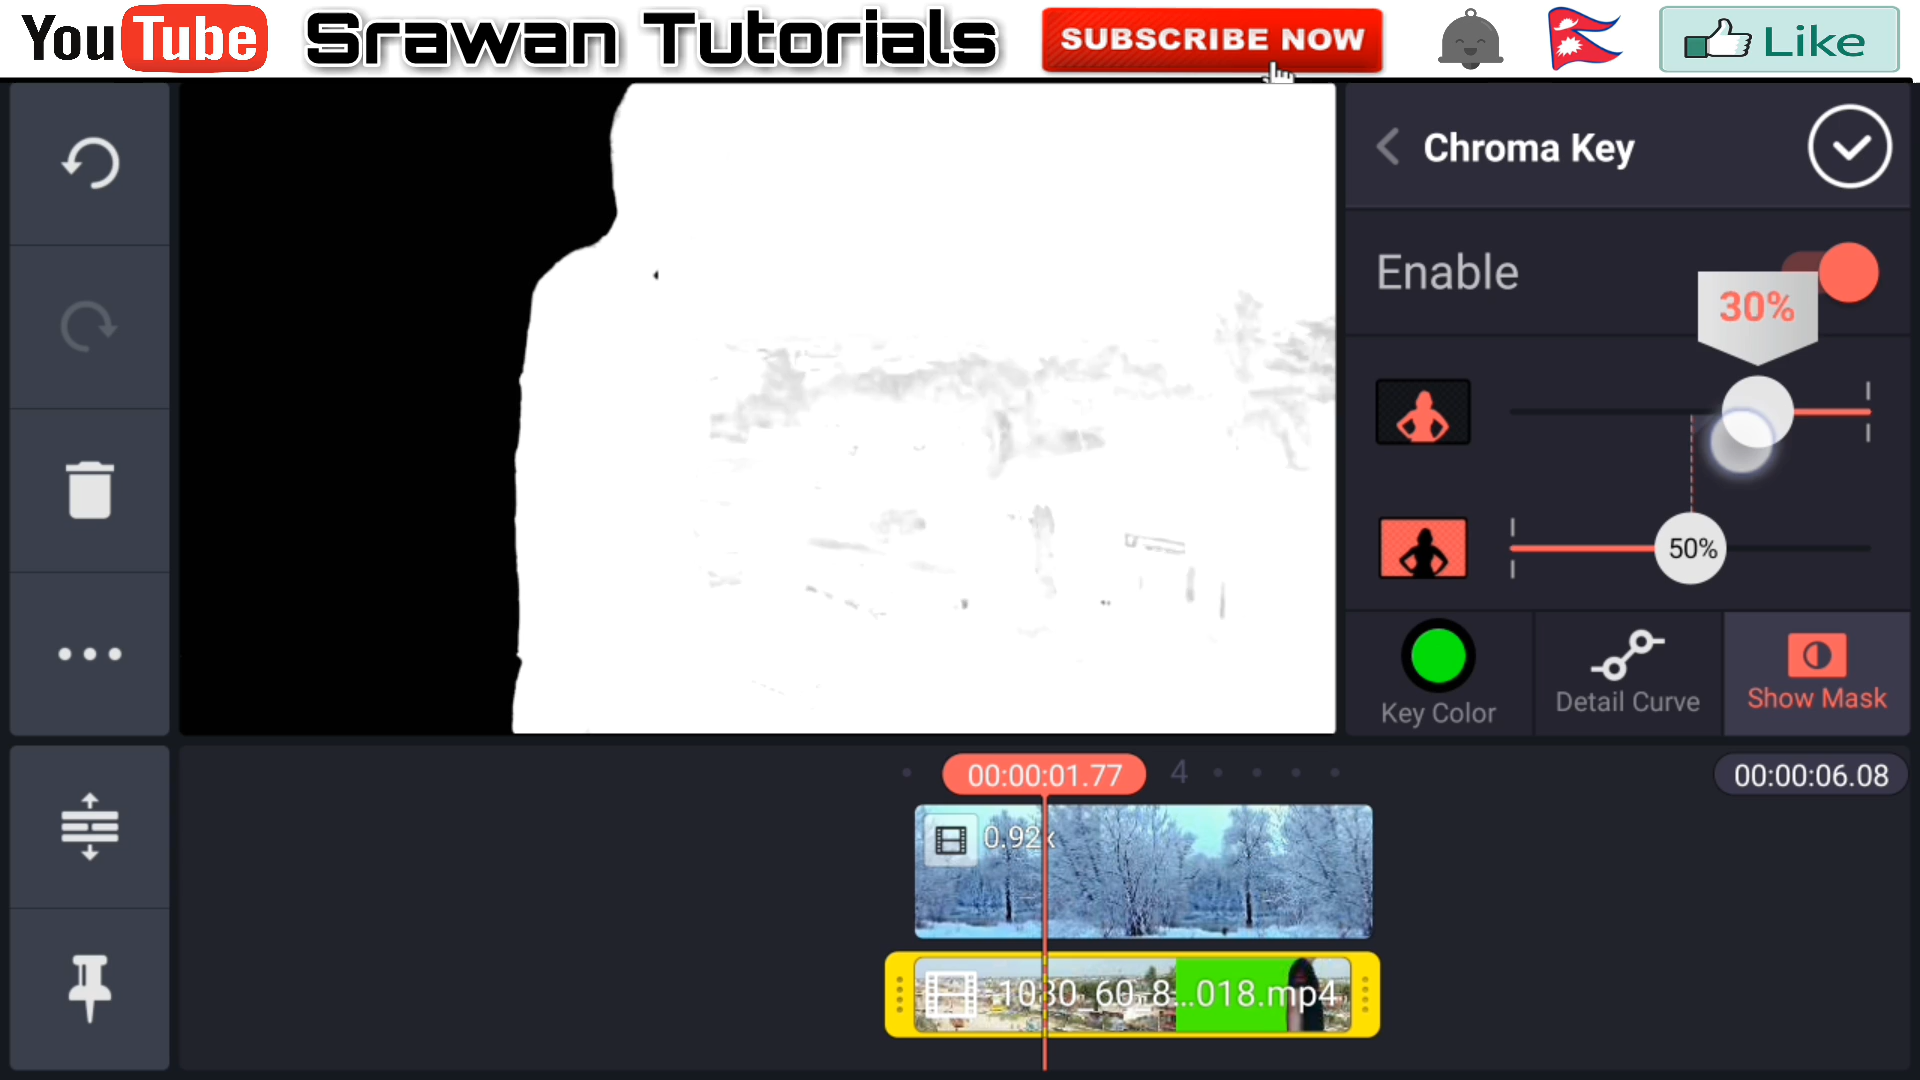 YouTube Srawan Tutorials SUBSCRIBE NOW Like
Chroma Key
Enable
30%
50%
Key Color Detail Curve Show Mask
00:00:01.77 4 00:00:06.08
0.92x
1080_60_8...018.mp4